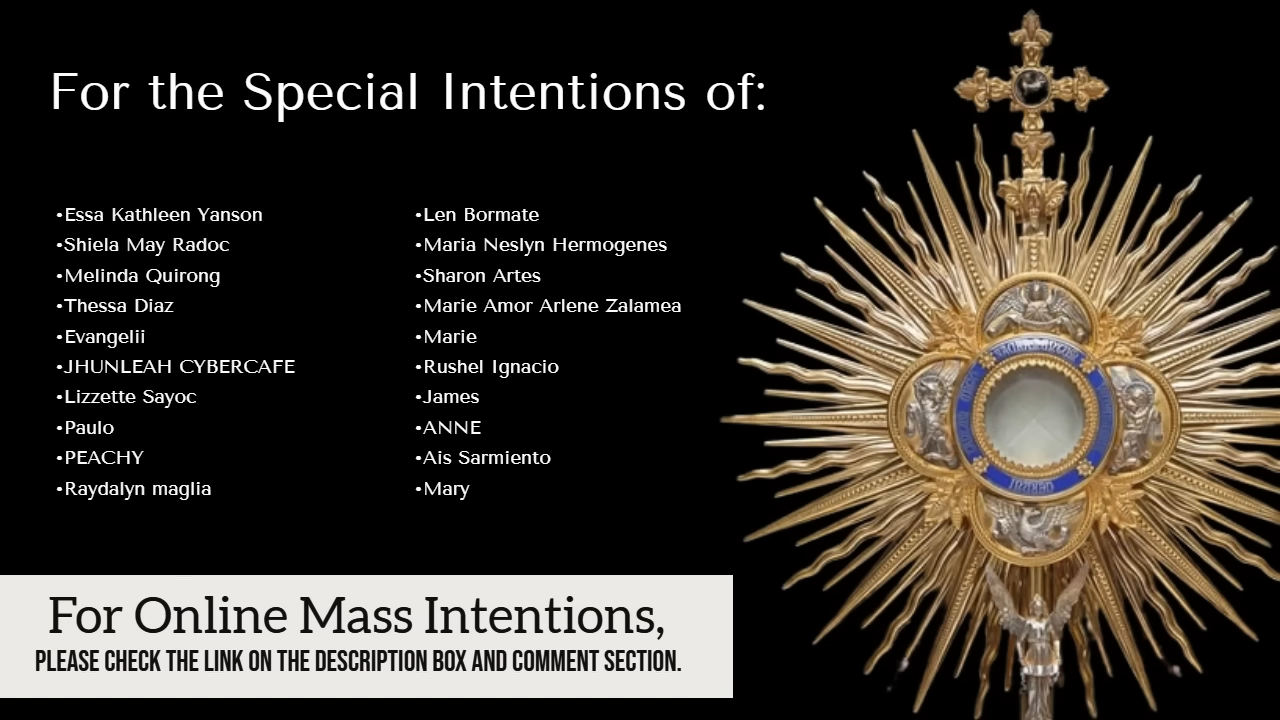 For the Special Intentions of:
•Essa Kathleen Yanson
•Shiela May Radoc
•Melinda Quirong
•Thessa Diaz
•Evangelii
•JHUNLEAH CYBERCAFE
•Lizzette Sayoc
•Paulo
•PEACHY
•Raydalyn maglia
•Len Bormate
•Maria Neslyn Hermogenes
•Sharon Artes
•Marie Amor Arlene Zalamea
•Marie
•Rushel Ignacio
•James
•ANNE
•Ais Sarmiento
•Mary
For Online Mass Intentions,
PLEASE CHECK THE LINK ON THE DESCRIPTION BOX AND COMMENT SECTION.